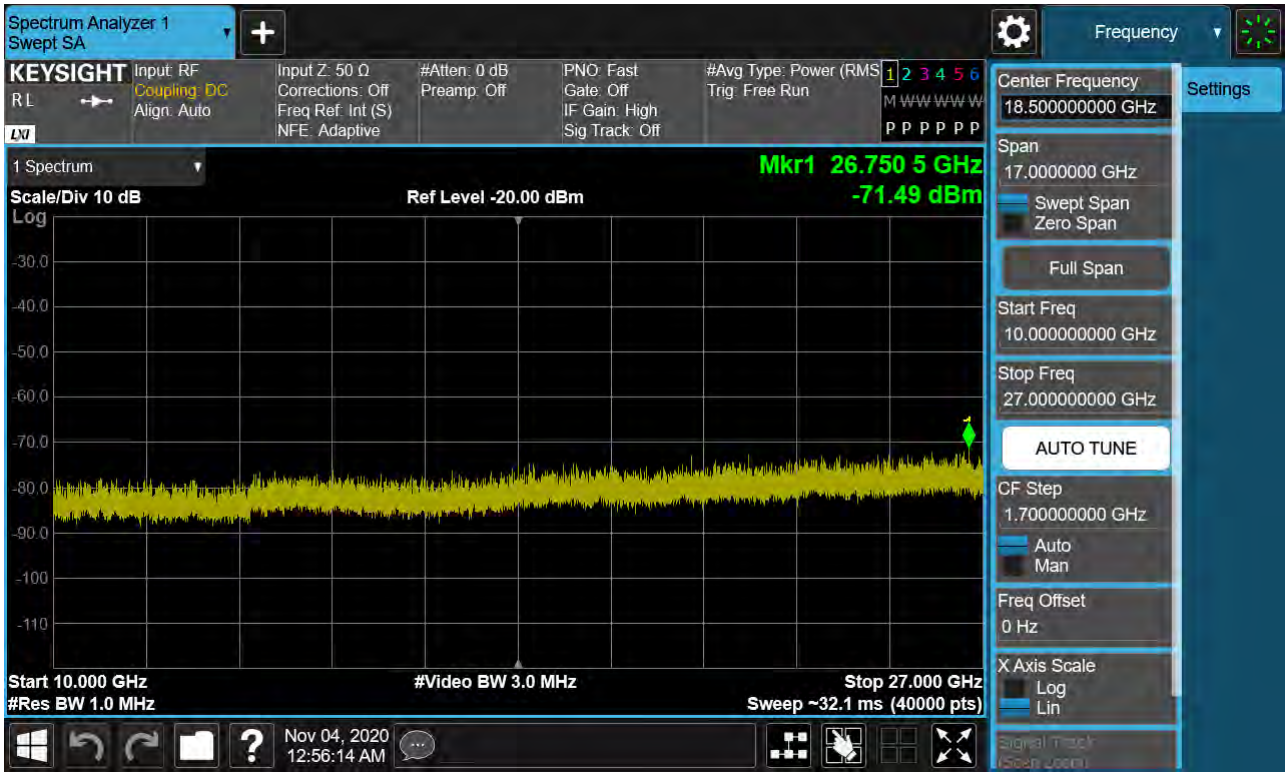 Spectrum Analyzer 1
Swept SA
+
Frequency
KEYSIGHT
RL
LXI
Input: RF
Coupling: DC
Align: Auto
Input Z: 50 Ω
Corrections: Off
Freq Ref: Int (S)
NFE: Adaptive
#Atten: 0 dB
Preamp: Off
PNO: Fast
Gate: Off
IF Gain: High
Sig Track: Off
#Avg Type: Power (RMS
Trig: Free Run
1 2 3 4 5 6
M W W W W W
P P P P P P
1 Spectrum
Scale/Div 10 dB
Log
Ref Level -20.00 dBm
Mkr1 26.750 5 GHz
-71.49 dBm
-30.0
-40.0
-50.0
-60.0
-70.0
-80.0
-90.0
-100
-110
1
Start 10.000 GHz
#Res BW 1.0 MHz
#Video BW 3.0 MHz
Stop 27.000 GHz
Sweep ~32.1 ms (40000 pts)
Center Frequency
18.500000000 GHz
Span
17.0000000 GHz
Swept Span
Zero Span
Full Span
Start Freq
10.000000000 GHz
Stop Freq
27.000000000 GHz
AUTO TUNE
CF Step
1.700000000 GHz
Auto
Man
Freq Offset
0 Hz
X Axis Scale
Log
Lin
Signal Track
(Span Zoom)
Settings
?
Nov 04, 2020
12:56:14 AM